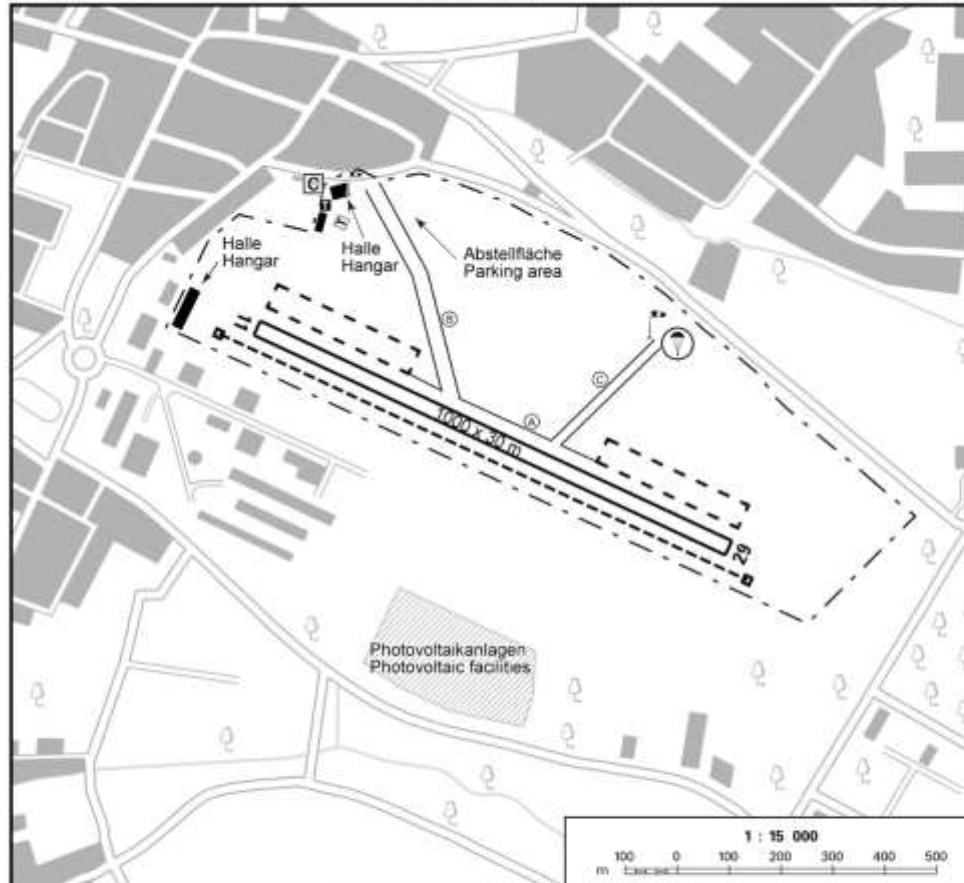 C
Halle
Hangar
Halle
Hangar
Abstellfläche
Parking area
B
C
A
11
1000 x 30 m
29
Photovoltaikanlagen
Photovoltaic facilities
1 : 15 000
m 100 0 100 200 300 400 500